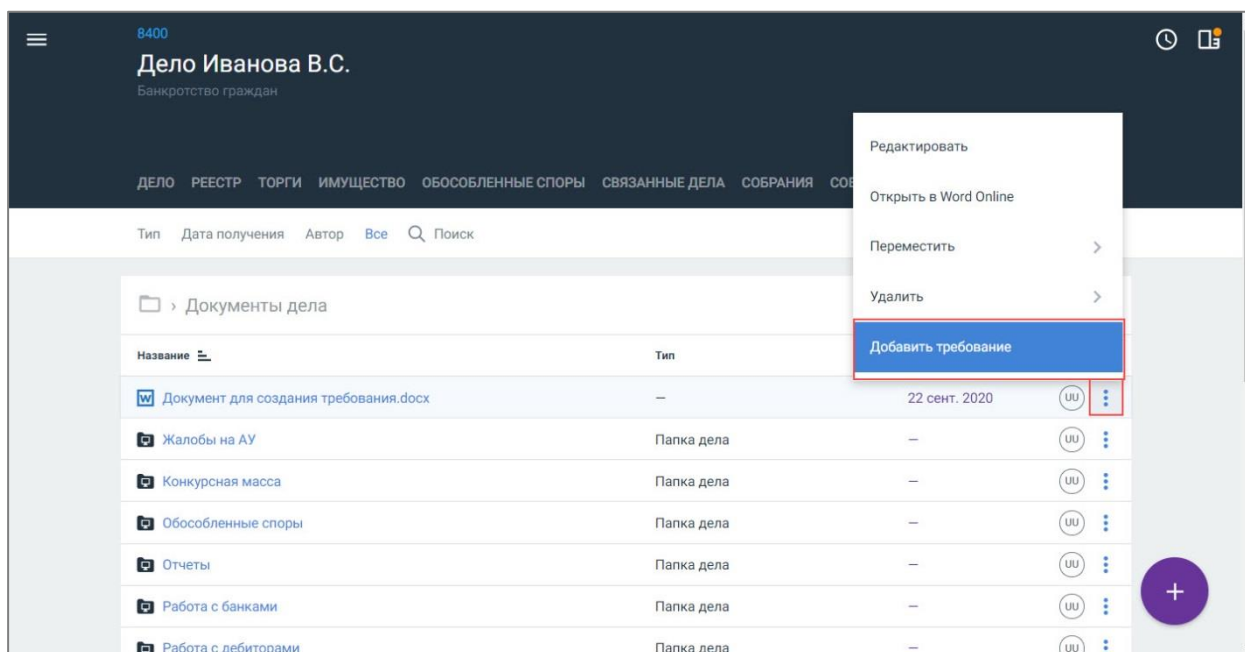 8400
Дело Иванова В.С.
Банкротство граждан
ДЕЛО РЕЕСТР ТОРГИ ИМУЩЕСТВО ОБОСОБЛЕННЫЕ СПОРЫ СВЯЗАННЫЕ ДЕЛА СОБРАНИЯ
Редактировать
Открыть в Word Online
Переместить
Удалить
Добавить требование
Тип Дата получения Автор Все Поиск
› Документы дела
Название Тип
W Документ для создания требования.docx – 22 сент. 2020 UU
Жалобы на АУ Папка дела – UU
Конкурсная масса Папка дела – UU
Обособленные споры Папка дела – UU
Отчеты Папка дела – UU
Работа с банками Папка дела – UU
Работа с дебиторами Папка дела – UU